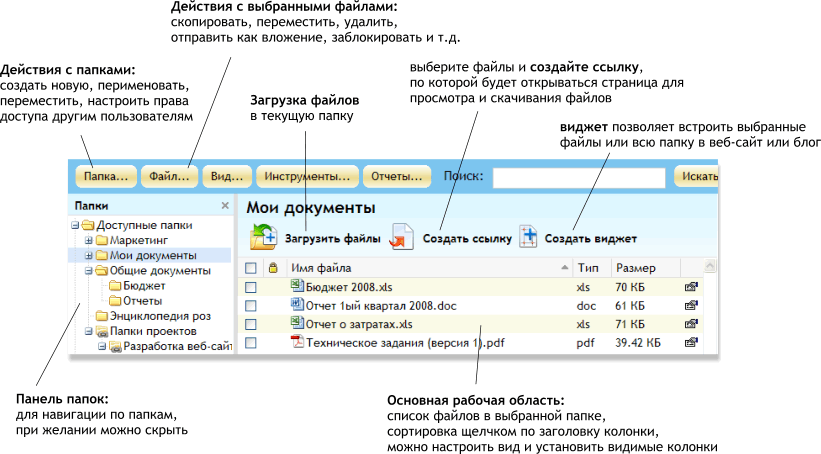 Действия с выбранными файлами:
скопировать, переместить, удалить,
отправить как вложение, заблокировать и т.д.
Действия с папками:
создать новую, перименовать,
переместить, настроить права
доступа другим пользователям
Загрузка файлов
в текущую папку
выберите файлы и создайте ссылку,
по которой будет открываться страница для
просмотра и скачивания файлов
виджет позволяет встроить выбранные
файлы или всю папку в веб-сайт или блог
Папка... Файл... Вид... Инструменты... Отчеты... Поиск: Искать
Папки
Доступные папки
Маркетинг
Мои документы
Общие документы
Бюджет
Отчеты
Энциклопедия роз
Папки проектов
Разработка веб-сайт
Мои документы
Загрузить файлы Создать ссылку Создать виджет
Имя файла Тип Размер
Бюджет 2008.xls xls 70 КБ
Отчет 1ый квартал 2008.doc doc 61 КБ
Отчет о затратах.xls xls 71 КБ
Техническое задания (версия 1).pdf pdf 39.42 КБ
Панель папок:
для навигации по папкам,
при желании можно скрыть
Основная рабочая область:
список файлов в выбранной папке,
сортировка щелчком по заголовку колонки,
можно настроить вид и установить видимые колонки